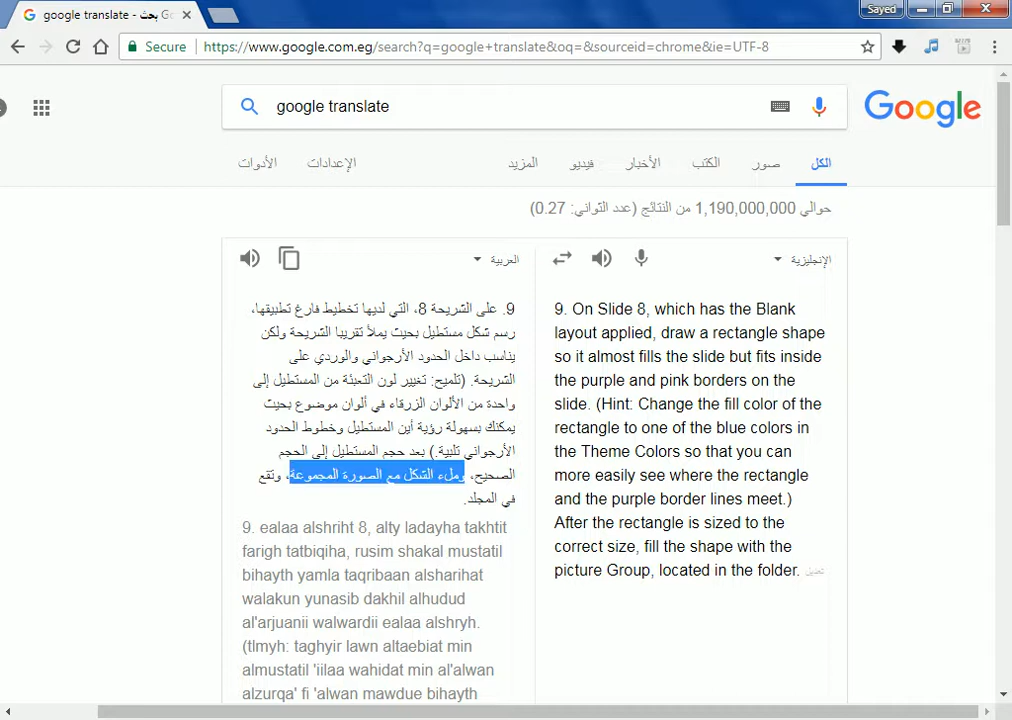 google translate - بحث Go
Sayed
Secure
https://www.google.com.eg/search?q=google+translate&oq=&sourceid=chrome&ie=UTF-8
google translate
Google
الكل
صور
الكتب
الأخبار
فيديو
المزيد
الإعدادات
الأدوات
حوالي 1,190,000,000 من النتائج (عدد الثواني: 0.27)
الإنجليزية
العربية
9. On Slide 8, which has the Blank
layout applied, draw a rectangle shape
so it almost fills the slide but fits inside
the purple and pink borders on the
slide. (Hint: Change the fill color of the
rectangle to one of the blue colors in
the Theme Colors so that you can
more easily see where the rectangle
and the purple border lines meet.)
After the rectangle is sized to the
correct size, fill the shape with the
picture Group, located in the folder.
تعديل
9. على الشريحة 8، التي لديها تخطيط فارغ تطبيقها،
رسم شكل مستطيل بحيث يملأ تقريبا الشريحة ولكن
يناسب داخل الحدود الأرجواني والوردي على
الشريحة. (تلميح: تغيير لون التعبئة من المستطيل إلى
واحدة من الألوان الزرقاء في ألوان موضوع بحيث
يمكنك بسهولة رؤية أين المستطيل وخطوط الحدود
الأرجواني تلبية.) بعد حجم المستطيل إلى الحجم
الصحيح، وملء الشكل مع الصورة المجموعة، وتقع
في المجلد.
9. ealaa alshriht 8, alty ladayha takhtit
farigh tatbiqiha, rusim shakal mustatil
bihayth yamla taqribaan alsharihat
walakun yunasib dakhil alhudud
al'arjuanii walwardii ealaa alshryh.
(tlmyh: taghyir lawn altaebiat min
almustatil 'iilaa wahidat min al'alwan
alzurqa' fi 'alwan mawdue bihayth